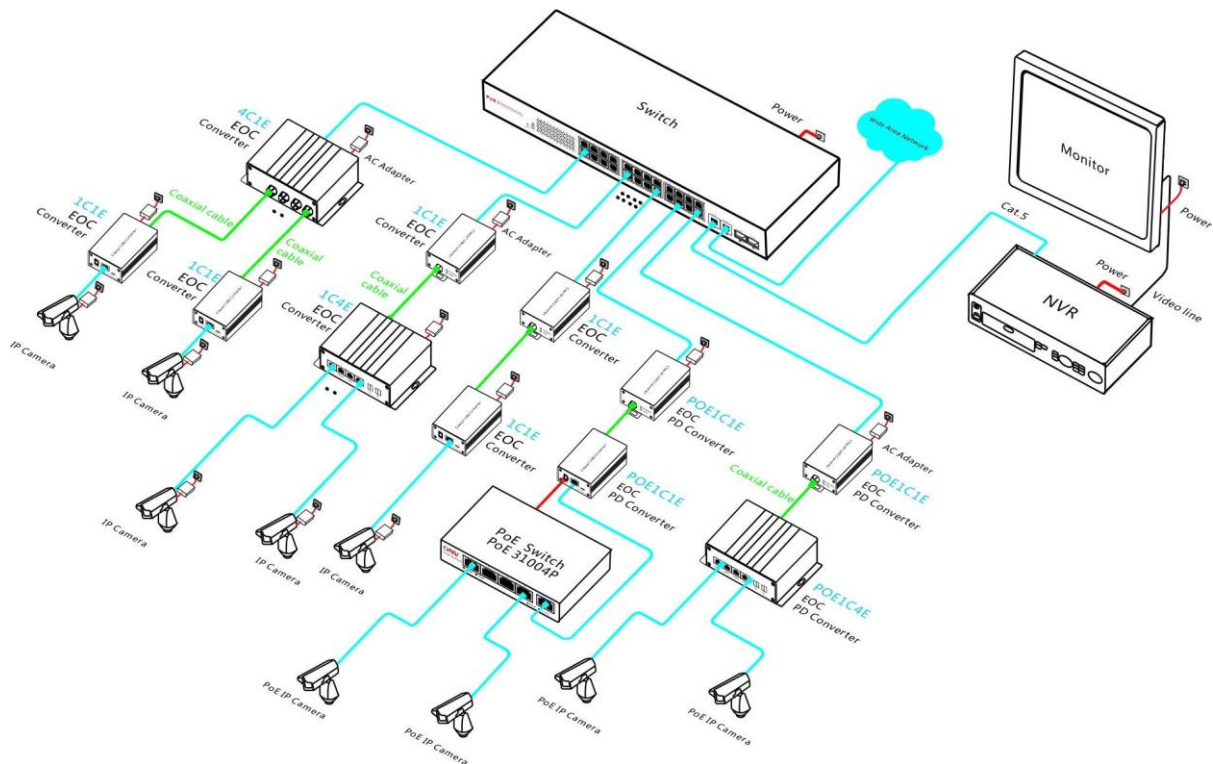 Switch
Power
Wide Area Network
Monitor
Power
Cat.5
Power
NVR
Video line
4C1E
EOC
Converter
AC Adapter
Coaxial cable
1C1E
EOC
Converter
Coaxial
cable
1C1E
EOC
Converter
IP Camera
IP Camera
1C1E
EOC
Converter
AC Adapter
Coaxial
cable
1C4E
EOC
Converter
1C1E
EOC
Converter
1C1E
EOC
Converter
POE1C1E
EOC
PD Converter
POE1C1E
EOC
PD Converter
AC Adapter
POE1C1E
EOC
PD Converter
Coaxial cable
POE1C4E
EOC
PD Converter
PoE Switch
PoE 31004P
IP Camera
IP Camera
IP Camera
PoE IP Camera
PoE IP Camera
PoE IP Camera
PoE IP Camera